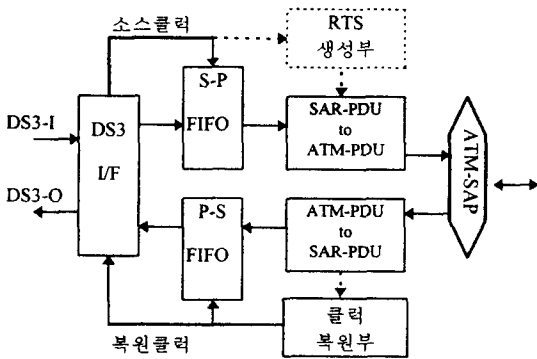 소스클럭
RTS
생성부
S-P
FIFO
DS3-I
DS3
I/F
DS3-O
SAR-PDU
to
ATM-PDU
ATM-SAP
P-S
FIFO
ATM-PDU
to
SAR-PDU
클럭
복원부
복원클럭